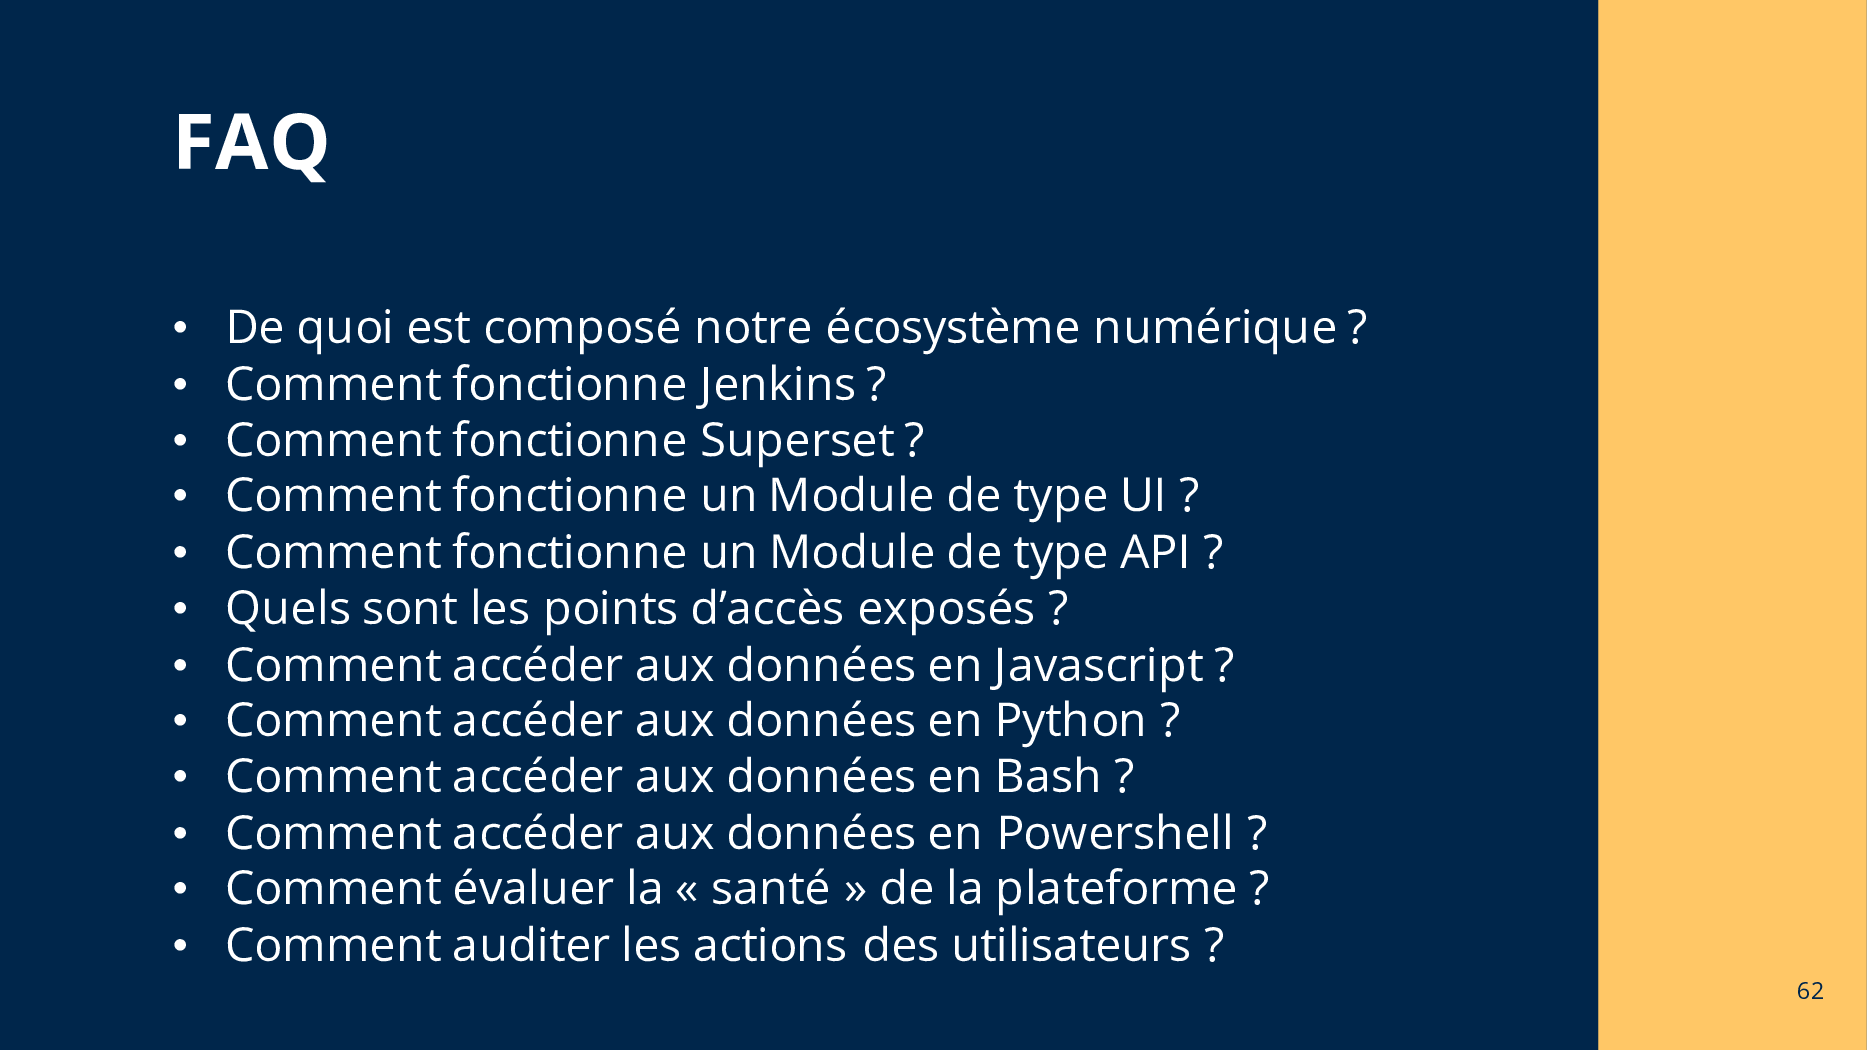 FAQ
• De quoi est composé notre écosystème numérique ?
• Comment fonctionne Jenkins ?
• Comment fonctionne Superset ?
• Comment fonctionne un Module de type UI ?
• Comment fonctionne un Module de type API ?
• Quels sont les points d’accès exposés ?
• Comment accéder aux données en Javascript ?
• Comment accéder aux données en Python ?
• Comment accéder aux données en Bash ?
• Comment accéder aux données en Powershell ?
• Comment évaluer la « santé » de la plateforme ?
• Comment auditer les actions des utilisateurs ?
62